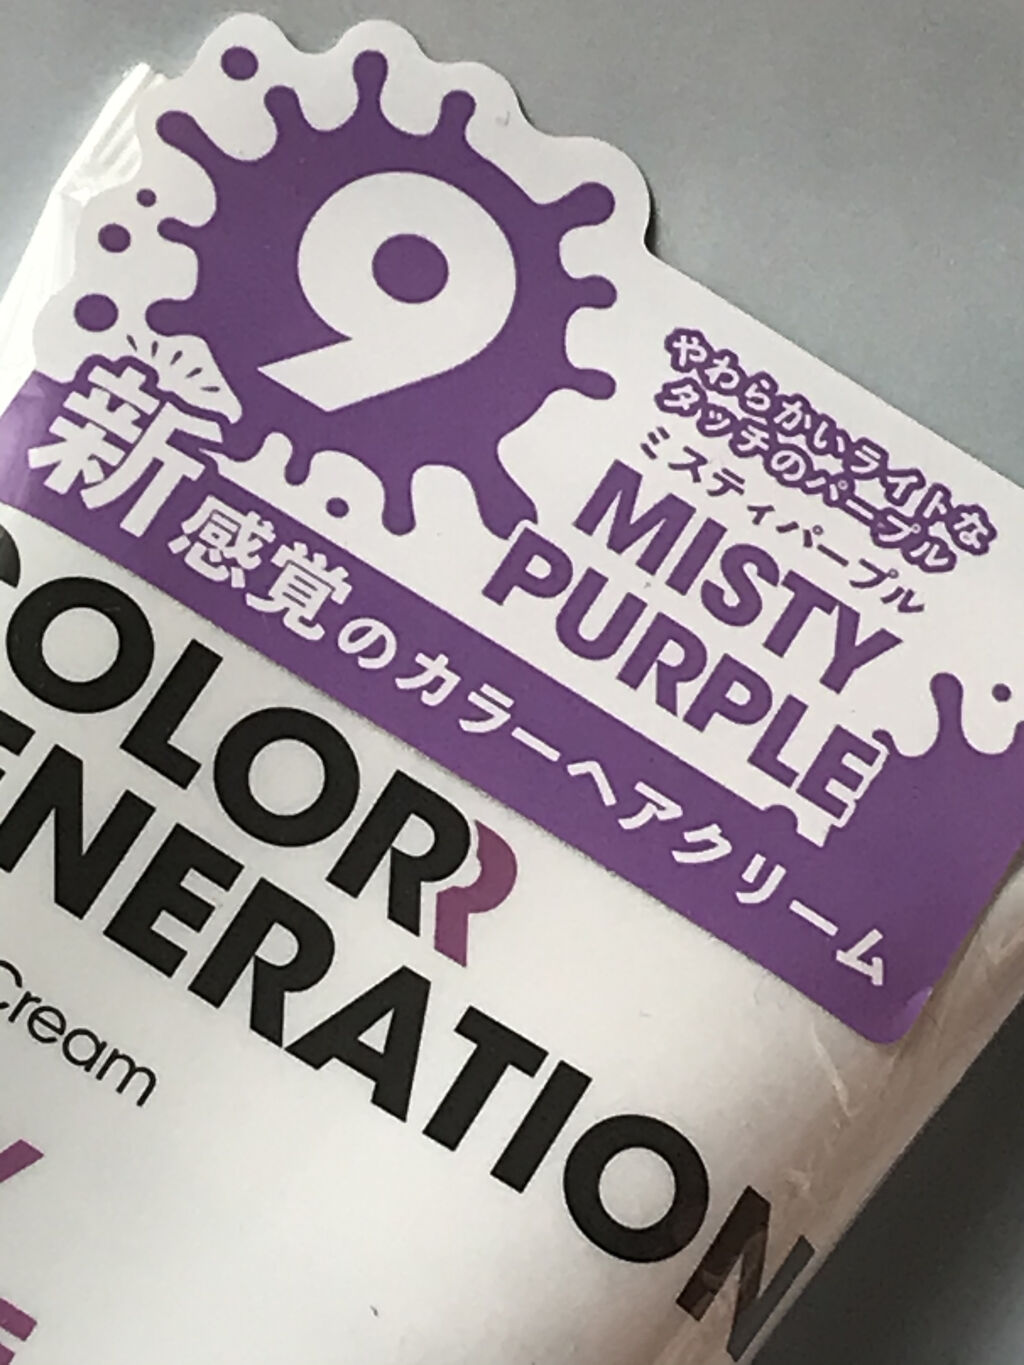 9
やわらかいライトな
タッチのパープル
ミスティパープル
MISTY
PURPLE
新感覚のカラーヘアクリーム
COLOR
ENERATION
Cream